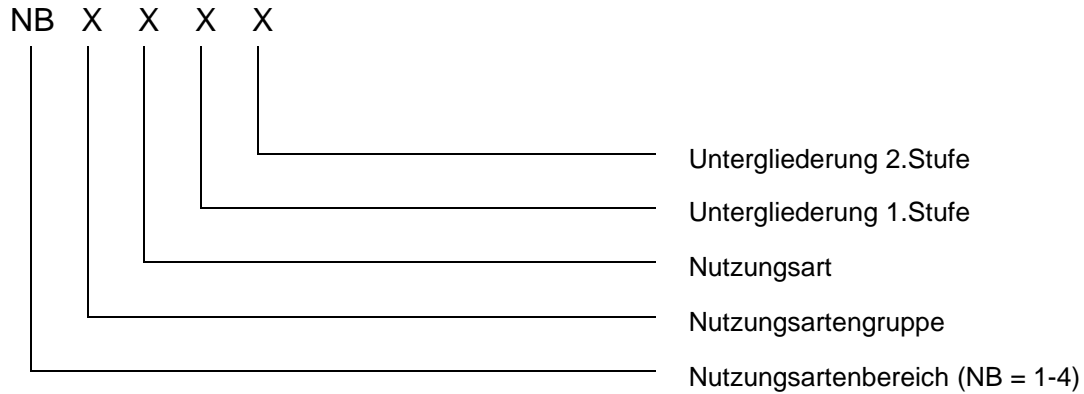 NB X X X X
Untergliederung 2.Stufe
Untergliederung 1.Stufe
Nutzungsart
Nutzungsartengruppe
Nutzungsartenbereich (NB = 1-4)